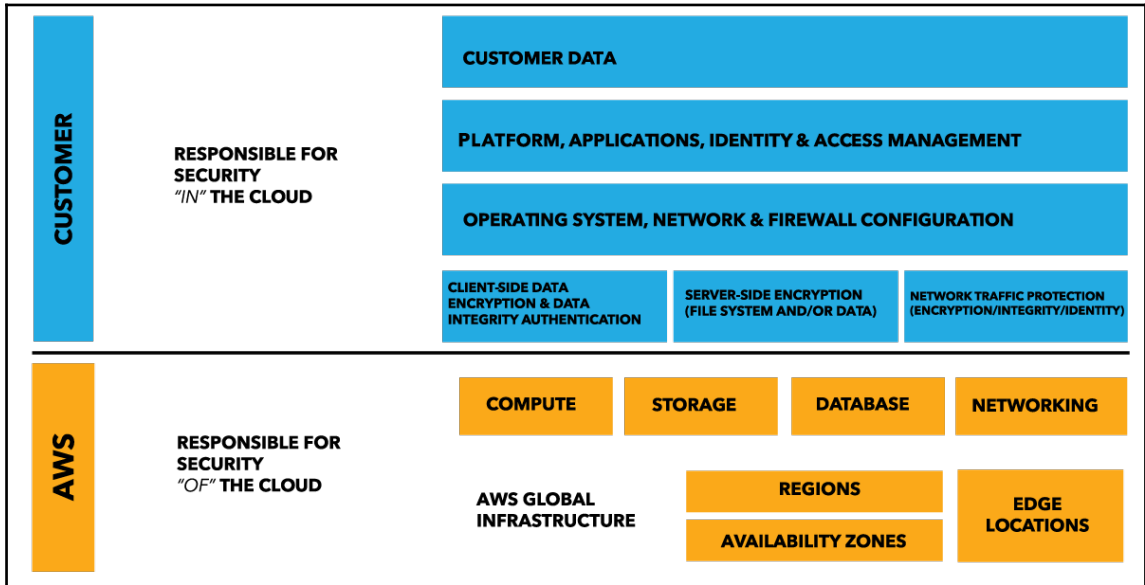 CUSTOMER
RESPONSIBLE FOR
SECURITY
“IN” THE CLOUD
CUSTOMER DATA
PLATFORM, APPLICATIONS, IDENTITY & ACCESS MANAGEMENT
OPERATING SYSTEM, NETWORK & FIREWALL CONFIGURATION
CLIENT-SIDE DATA
ENCRYPTION & DATA
INTEGRITY AUTHENTICATION
SERVER-SIDE ENCRYPTION
(FILE SYSTEM AND/OR DATA)
NETWORK TRAFFIC PROTECTION
(ENCRYPTION/INTEGRITY/IDENTITY)
AWS
RESPONSIBLE FOR
SECURITY
“OF” THE CLOUD
COMPUTE
STORAGE
DATABASE
NETWORKING
AWS GLOBAL
INFRASTRUCTURE
REGIONS
AVAILABILITY ZONES
EDGE
LOCATIONS